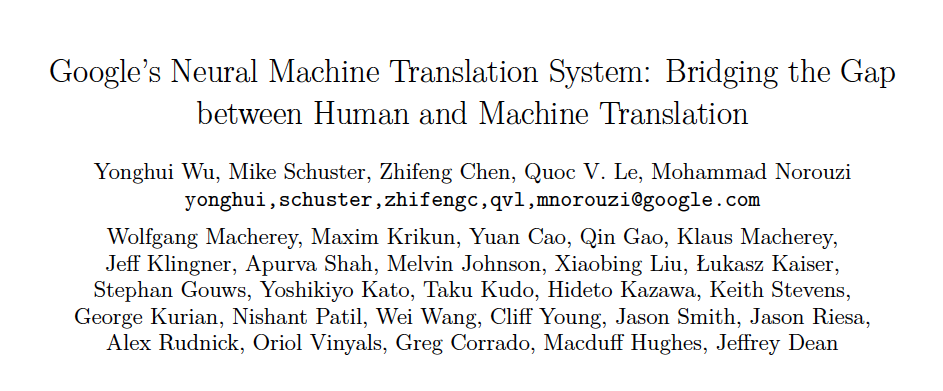 Google's Neural Machine Translation System: Bridging the Gap
between Human and Machine Translation
Yonghui Wu, Mike Schuster, Zhifeng Chen, Quoc V. Le, Mohammad Norouzi
yonghui,schuster,zhifengc,qvl,mnorouzi@google.com
Wolfgang Macherey, Maxim Krikun, Yuan Cao, Qin Gao, Klaus Macherey,
Jeff Klingner, Apurva Shah, Melvin Johnson, Xiaobing Liu, Łukasz Kaiser,
Stephan Gouws, Yoshikiyo Kato, Taku Kudo, Hideto Kazawa, Keith Stevens,
George Kurian, Nishant Patil, Wei Wang, Cliff Young, Jason Smith, Jason Riesa,
Alex Rudnick, Oriol Vinyals, Greg Corrado, Macduff Hughes, Jeffrey Dean